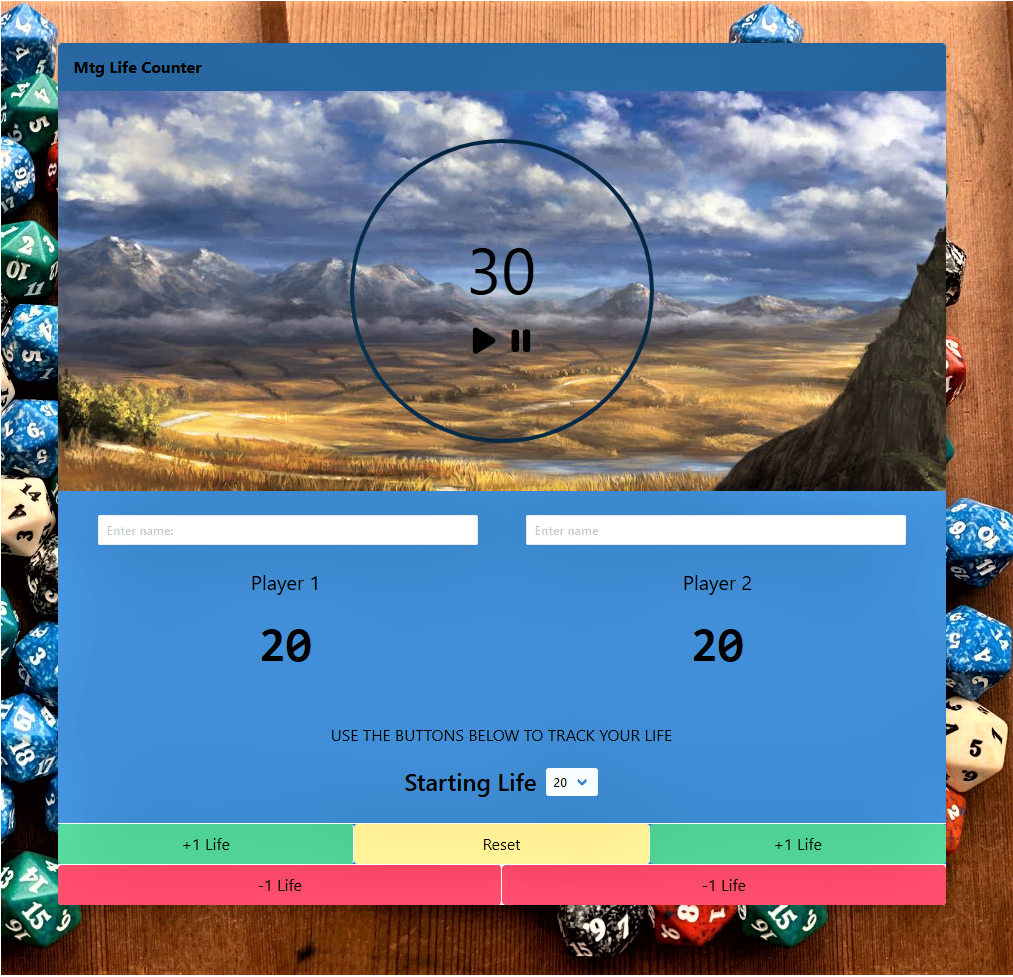 Mtg Life Counter
30
Enter name:
Enter name
Player 1
Player 2
20
20
USE THE BUTTONS BELOW TO TRACK YOUR LIFE
Starting Life 20
+1 Life
Reset
+1 Life
-1 Life
-1 Life